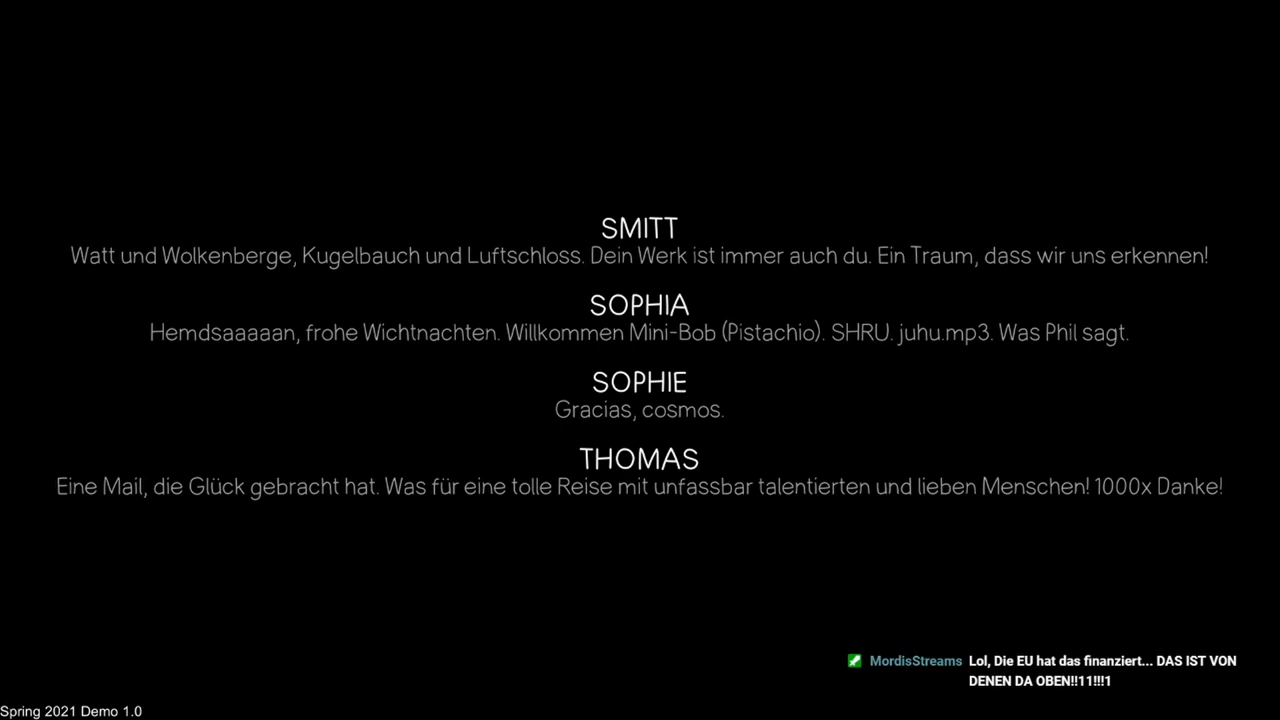 SMITT
Watt und Wolkenberge, Kugelbauch und Luftschloss. Dein Werk ist immer auch du. Ein Traum, dass wir uns erkennen!
SOPHIA
Hemdsaaaaan, frohe Wichtnachten. Willkommen Mini-Bob (Pistachio). SHRU. juhu.mp3. Was Phil sagt.
SOPHIE
Gracias, cosmos.
THOMAS
Eine Mail, die Glück gebracht hat. Was für eine tolle Reise mit unfassbar talentierten und lieben Menschen! 1000x Danke!
MordisStreams Lol, Die EU hat das finanziert... DAS IST VON
DENEN DA OBEN!!11!!!1
Spring 2021 Demo 1.0